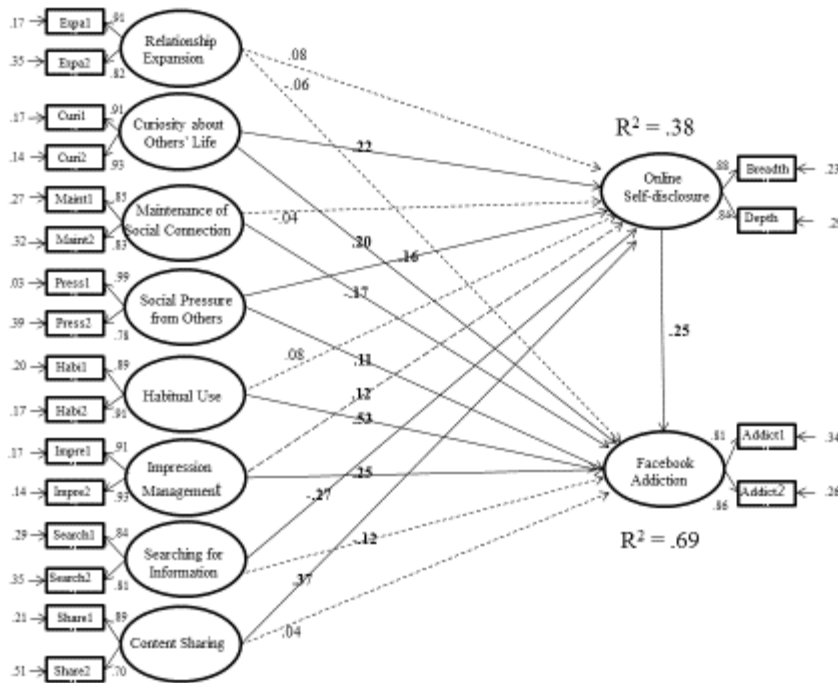 .17
Expa1
.91
.35
Expa2
.82
Relationship
Expansion
.08
-.06
.17
Curi1
.91
.14
Curi2
.93
Curiosity about
Others' Life
.22
.20
R² = .38
.27
Maint1
.85
.32
Maint2
.83
Maintenance of
Social Connection
-.04
-.17
Online
Self-disclosure
.88
Breadth
.23
.84
Depth
.03
Press1
.99
.39
Press2
.78
Social Pressure
from Others
.16
.11
.25
.20
Habi1
.89
.17
Habi2
.91
Habitual Use
.08
.53
.17
Impre1
.91
.14
Impre2
.93
Impression
Management
.12
.25
Facebook
Addiction
.81
Addict1
.34
.86
Addict2
R² = .69
.29
Search1
.84
.35
Search2
.81
Searching for
Information
-.27
-.12
.21
Share1
.89
.51
Share2
.70
Content Sharing
.37
.04